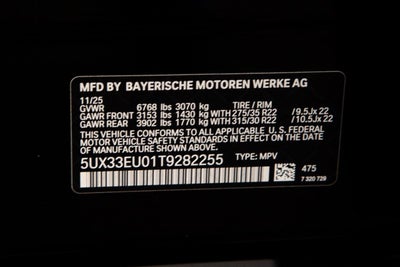 MFD BY BAYERISCHE MOTOREN WERKE AG
11/25
GVWR 6768 lbs 3070 kg TIRE / RIM
GAWR FRONT 3153 lbs 1430 kg 275/35 R22 /9.5Jx 22
GAWR REAR 3902 lbs 1770 kg 315/30 R22 /10.5Jx 22
THIS VEHICLE CONFORMS TO ALL APPLICABLE U. S. FEDERAL
MOTOR VEHICLE SAFETY STANDARDS IN EFFECT ON THE DATE
OF MANUFACTURE SHOWN ABOVE.
5UX33EU01T9282255 TYPE: MPV
475
7 320 729